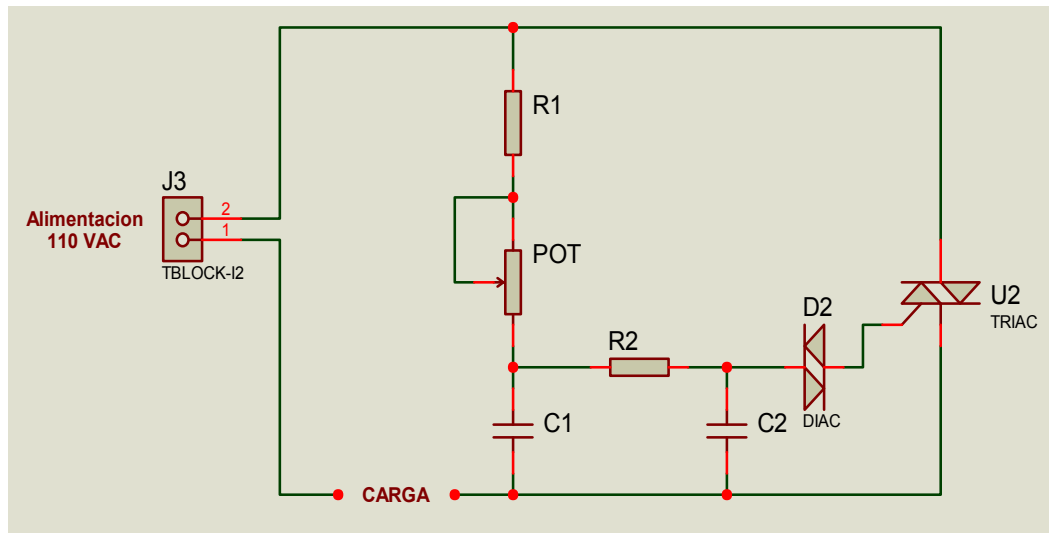 R1
J3
Alimentacion
110 VAC
2
1
TBLOCK-I2
POT
U2
TRIAC
D2
DIAC
R2
C1
C2
CARGA